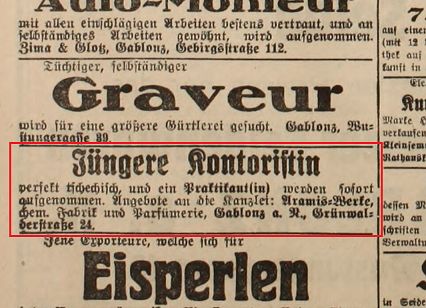 Auto-Monteur
mit allen einschlägigen Arbeiten bestens vertraut, und an
selbständiges Arbeiten gewöhnt, wird aufgenommen.
Zima & Glotz, Gablonz, Gebirgsstraße 112.
Tüchtiger, selbständiger
Graveur
wird für eine größere Gürtlerei gesucht. Gablonz, Wu-
stungergasse 39.
Jüngere Kontoristin
perfekt tschechisch, und ein Praktikant(in) werden sofort
aufgenommen. Angebote an die Kanzlei: Aramis-Werke,
chem. Fabrik und Parfümerie, Gablonz a. N., Grünwal-
derstraße 24.
Jene Exporteure, welche sich für
Eisperlen